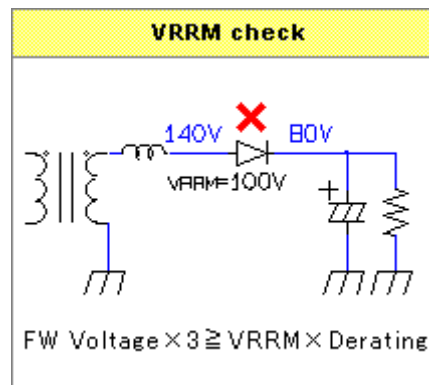 VRRM check
140V 80V
VRRM=100V
+
FW Voltage×3≧VRRM×Derating